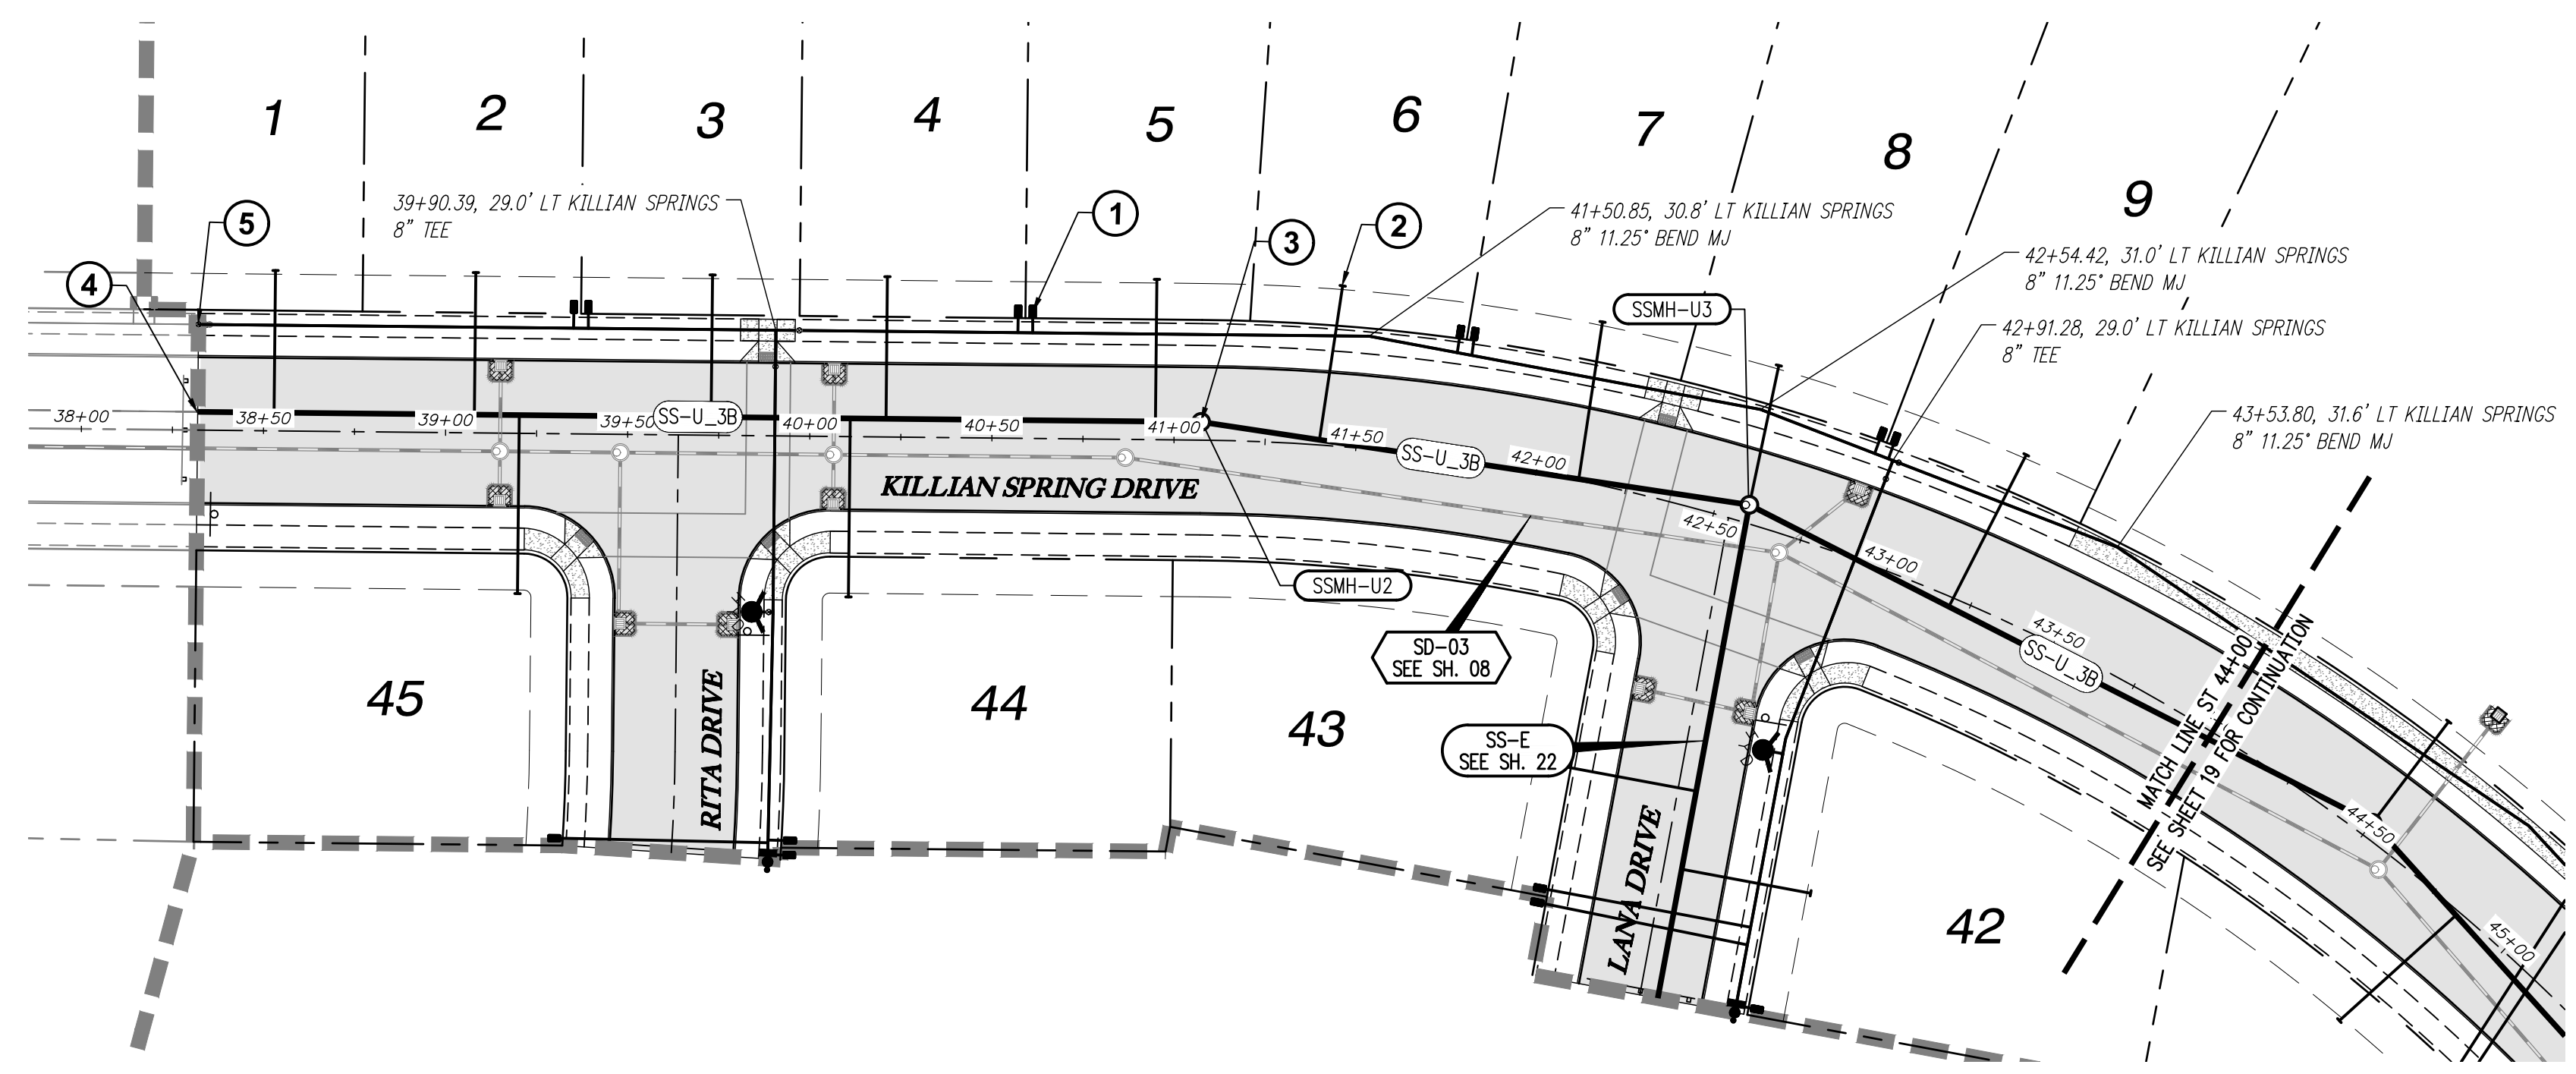 1
2
3
4
5
6
7
8
9
5
39+90.39, 29.0' LT KILLIAN SPRINGS
8" TEE
1
3
2
41+50.85, 30.8' LT KILLIAN SPRINGS
8" 11.25° BEND MJ
42+54.42, 31.0' LT KILLIAN SPRINGS
8" 11.25° BEND MJ
4
SSMH-U3
42+91.28, 29.0' LT KILLIAN SPRINGS
8" TEE
43+53.80, 31.6' LT KILLIAN SPRINGS
8" 11.25° BEND MJ
38+00
38+50
39+00
39+50
SS-U_3B
40+00
40+50
41+00
41+50
SS-U_3B
42+00
42+50
43+00
43+50
SS-U_3B
KILLIAN SPRING DRIVE
SSMH-U2
SD-03
SEE SH. 08
SS-E
SEE SH. 22
45
RITA DRIVE
44
43
LANA DRIVE
42
MATCH LINE ST 44+00
SEE SHEET 19 FOR CONTINUATION
44+50
45+00